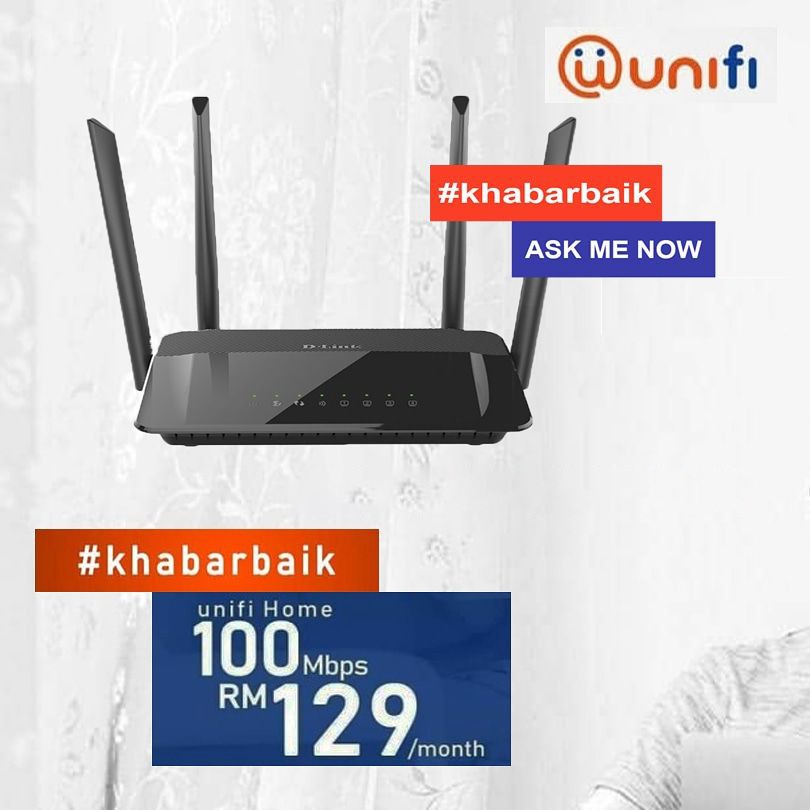 unifi
#khabarbaik
ASK ME NOW
D-Link
#khabarbaik
unifi Home
100Mbps
RM129/month